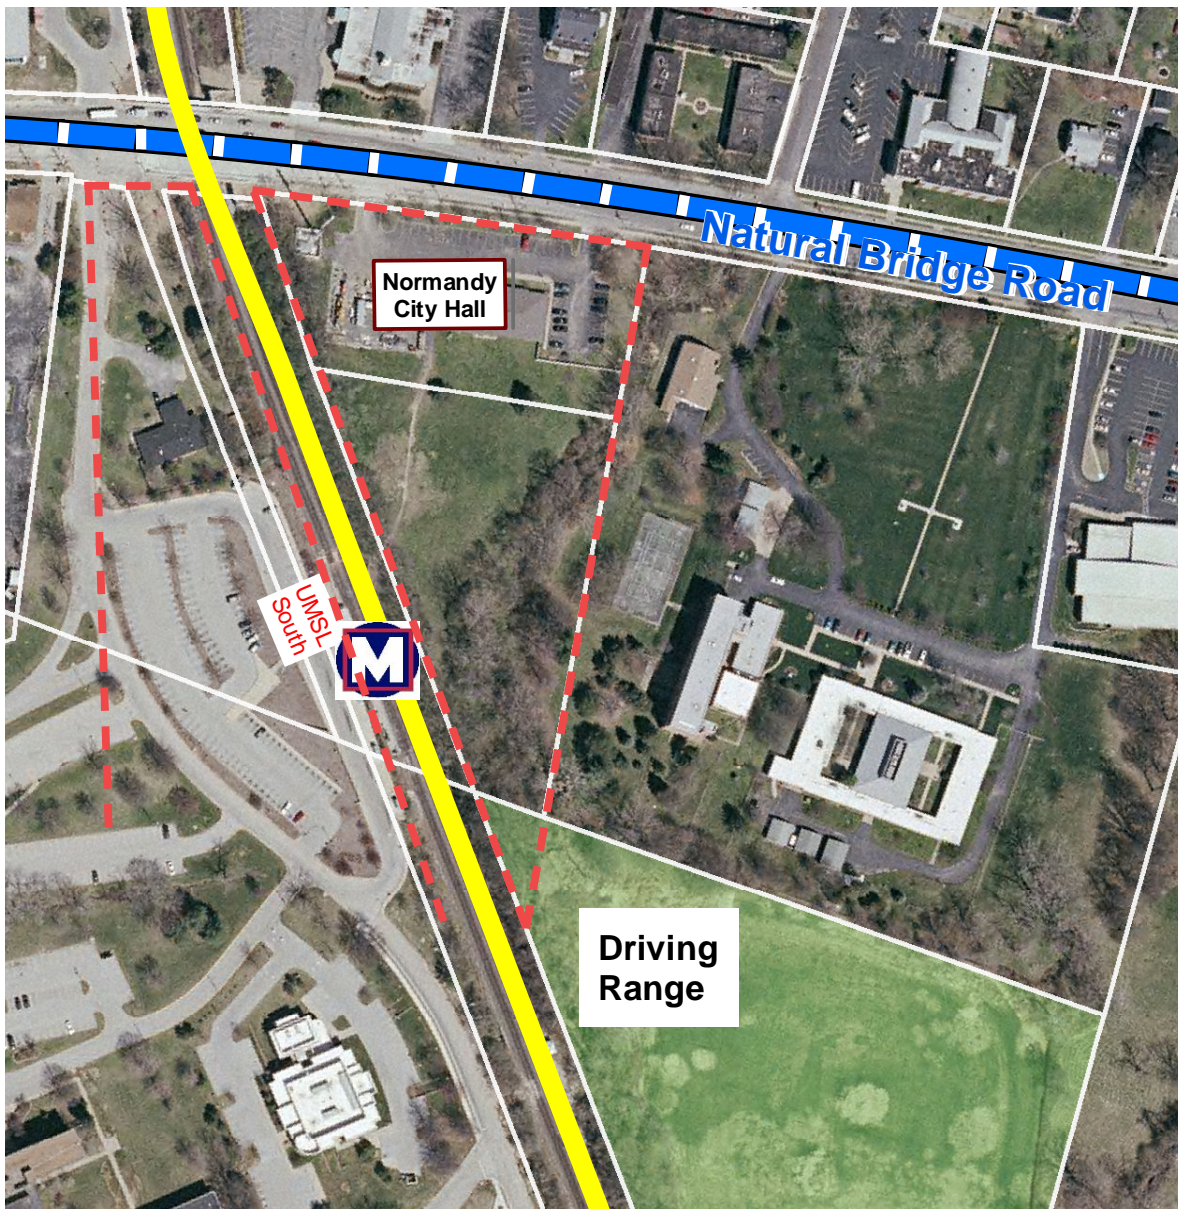 Natural Bridge Road
Normandy
City Hall
UMSL
South
M
Driving
Range